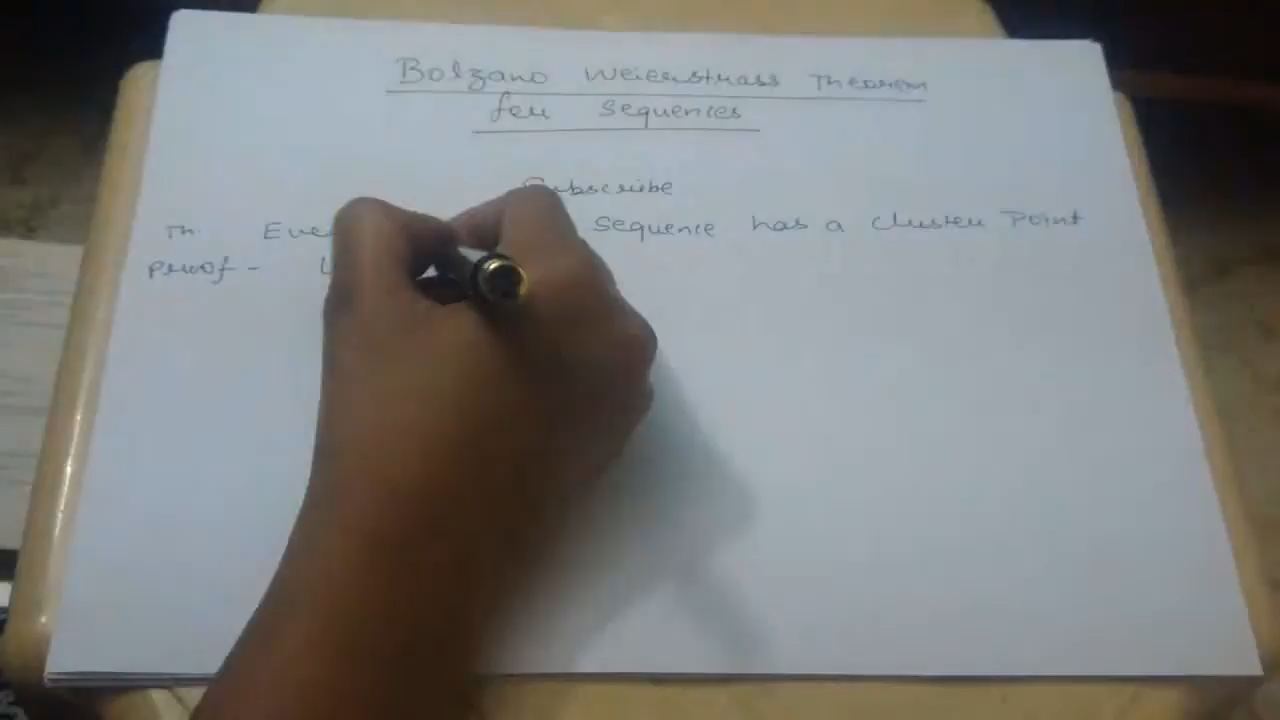 Bolzano Weierstrass Theorem
for Sequences
Subscribe
Th. Eve sequence has a cluster Point
proof -